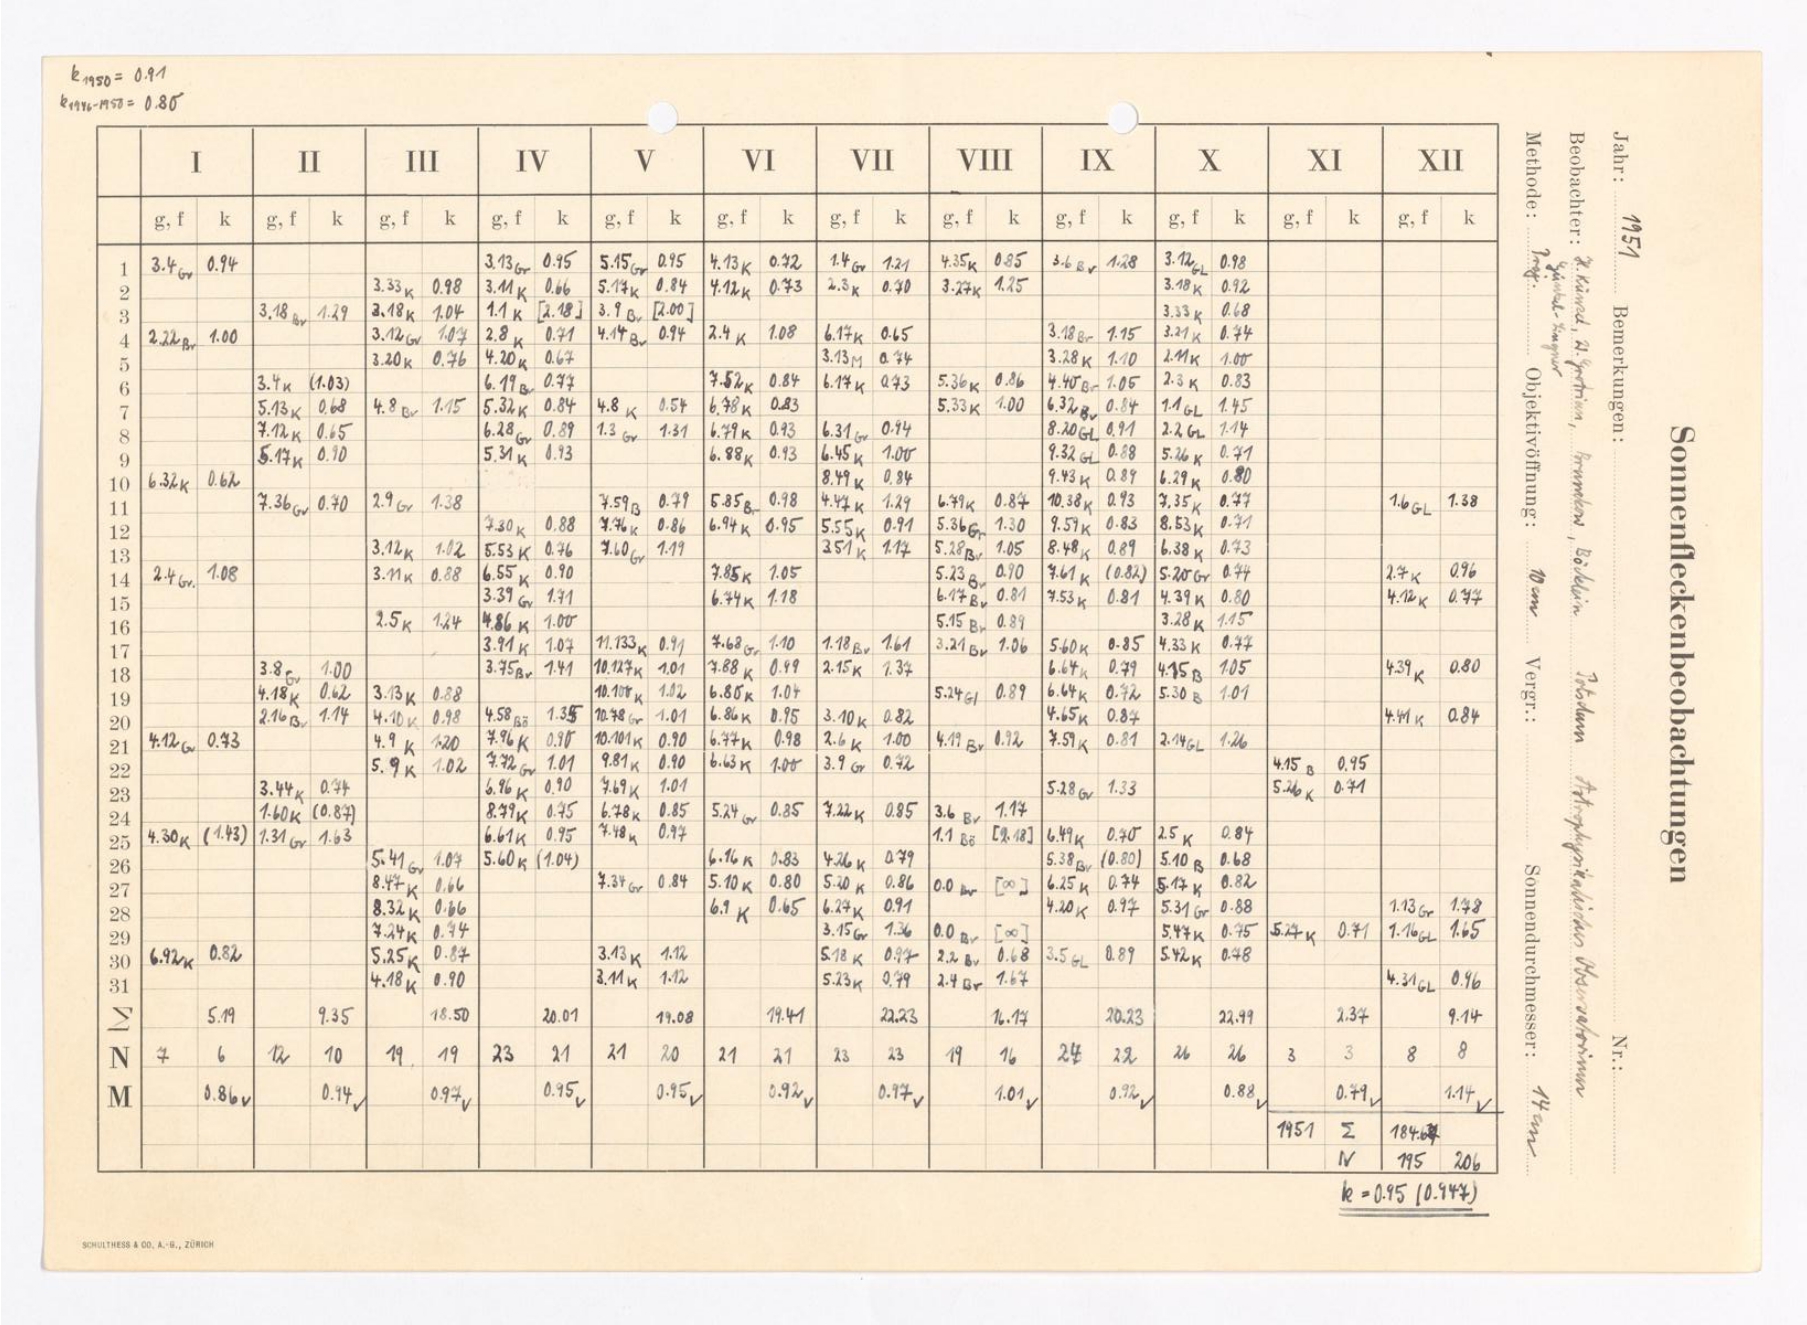 k1950 = 0.91
k1946-1950 = 0.80
I II III IV V VI VII VIII IX X XI XII
g, f k g, f k g, f k g, f k g, f k g, f k g, f k g, f k g, f k g, f k g, f k g, f k
1 3.4 Gr 0.94 3.13 Gr 0.95 5.15 Gr 0.95 4.13 K 0.72 1.4 Gr 1.21 4.35 K 0.85 3.6 Br 1.28 3.12 GL 0.98
2 3.33 K 0.98 3.11 K 0.66 5.17 K 0.84 4.12 K 0.73 2.3 K 0.70 3.27 K 1.25 3.18 K 0.92
3 3.18 Br 1.29 3.18 K 1.04 1.1 K [2.18] 3.9 Br [2.00] 3.33 K 0.68
4 2.22 Br 1.00 3.12 Gr 1.07 2.8 K 0.71 4.14 Br 0.94 2.4 K 1.08 6.17 K 0.65 3.18 Br 1.15 3.21 K 0.74
5 3.20 K 0.76 4.20 K 0.67 3.13 M 0.74 3.28 K 1.10 2.11 K 1.00
6 3.4 K (1.03) 6.19 Br 0.77 7.52 K 0.84 6.17 K 0.73 5.36 K 0.86 4.40 Br 1.05 2.3 K 0.83
7 5.13 K 0.68 4.8 Br 1.15 5.32 K 0.84 4.8 K 0.54 6.78 K 0.83 5.33 K 1.00 6.32 Br 0.84 1.1 GL 1.45
8 7.12 K 0.65 6.28 Gr 0.89 1.3 Gr 1.31 6.79 K 0.93 6.31 Gr 0.94 8.20 GL 0.91 2.2 GL 1.14
9 5.17 K 0.90 5.31 K 0.93 6.88 K 0.93 6.45 K 1.00 9.32 GL 0.88 5.26 K 0.71
10 6.32 K 0.62 8.49 K 0.84 9.43 K 0.89 6.29 K 0.80
11 7.36 Gr 0.70 2.9 Gr 1.38 7.59 B 0.79 5.85 Br 0.98 4.47 K 1.29 6.79 K 0.87 10.38 K 0.93 7.35 K 0.77 1.6 GL 1.38
12 7.30 K 0.88 7.76 K 0.86 6.94 K 0.95 5.55 K 0.91 5.36 Gr 1.30 9.59 K 0.83 8.53 K 0.71
13 3.12 K 1.02 5.53 K 0.76 7.60 Gr 1.19 3.51 K 1.17 5.28 Br 1.05 8.48 K 0.89 6.38 K 0.73
14 2.4 Gr. 1.08 3.11 K 0.88 6.55 K 0.90 7.85 K 1.05 5.23 Br 0.90 7.61 K (0.82) 5.20 Gr 0.74 2.7 K 0.96
15 3.39 Gr 1.71 6.74 K 1.18 6.17 Br 0.81 7.53 K 0.81 4.39 K 0.80 4.12 K 0.77
16 2.5 K 1.24 4.86 K 1.00 5.15 Br 0.89 3.28 K 1.15
17 3.91 K 1.07 11.133 K 0.91 7.68 Gr 1.10 1.18 Br 1.61 3.21 Br 1.06 5.60 K 0.85 4.33 K 0.77
18 3.8 Gr 1.00 3.75 Br 1.41 10.127 K 1.01 7.88 K 0.99 2.15 K 1.37 6.64 K 0.79 4.15 B 1.05 4.39 K 0.80
19 4.18 K 0.62 3.13 K 0.88 10.100 K 1.02 6.80 K 1.04 5.24 Gl 0.89 6.64 K 0.72 5.30 B 1.01
20 2.16 Br 1.14 4.10 K 0.98 4.58 Bö 1.35 10.78 Gr 1.01 6.86 K 0.95 3.10 K 0.82 4.65 K 0.87 4.41 K 0.84
21 4.12 Gr 0.73 4.9 K 1.20 7.96 K 0.90 10.101 K 0.90 6.77 K 0.98 2.6 K 1.00 4.19 Br 0.92 7.59 K 0.81 2.14 GL 1.26
22 5.9 K 1.02 7.72 Gr 1.01 9.81 K 0.90 6.63 K 1.00 3.9 Gr 0.72 4.15 B 0.95
23 3.44 K 0.74 6.96 K 0.90 7.69 K 1.01 5.28 Gr 1.33 5.26 K 0.71
24 1.60 K (0.87) 8.79 K 0.75 6.78 K 0.85 5.24 Gr 0.85 7.22 K 0.85 3.6 Br 1.17
25 4.30 K (1.43) 1.31 Gr 1.63 6.61 K 0.95 7.48 K 0.97 1.1 Bö [2.18] 6.49 K 0.70 2.5 K 0.84
26 5.41 Gr 1.07 5.60 K (1.04) 6.16 K 0.83 4.26 K 0.79 5.38 Br (0.80) 5.10 B 0.68
27 8.47 K 0.66 7.34 Gr 0.84 5.10 K 0.80 5.20 K 0.86 0.0 Br [∞] 6.25 K 0.74 5.17 K 0.82
28 8.32 K 0.66 6.9 K 0.65 6.27 K 0.91 4.20 K 0.97 5.31 Gr 0.88 1.13 Gr 1.78
29 7.24 K 0.74 3.15 Gr 1.36 0.0 Br [∞] 5.47 K 0.75 5.27 K 0.71 1.16 GL 1.65
30 6.92 K 0.82 5.25 K 0.87 3.13 K 1.12 5.18 K 0.97 2.2 Br 0.68 3.5 GL 0.89 5.42 K 0.78
31 4.18 K 0.90 3.11 K 1.12 5.23 K 0.79 2.4 Br 1.67 4.31 GL 0.96
Σ 5.19 9.35 18.50 20.01 19.08 19.41 22.23 16.17 20.23 22.99 2.37 9.14
N 7 6 12 10 19 19 23 21 21 20 21 21 23 23 19 16 24 22 26 26 3 3 8 8
M 0.86 0.94 0.97 0.95 0.95 0.92 0.97 1.01 0.92 0.88 0.79 1.14
1951 Σ 184.67
N 195 206
k = 0.95 (0.947)
SCHULTHESS & CO. A.-G., ZÜRICH
Sonnenfleckenbeobachtungen
Jahr: 1951 Bemerkungen: Nr.:
Beobachter: H. Künzel, Potsdam Astrophysikalisches Observatorium
Methode: Proj. Objektivöffnung: 10 cm Vergr.: Sonnendurchmesser: 14 cm